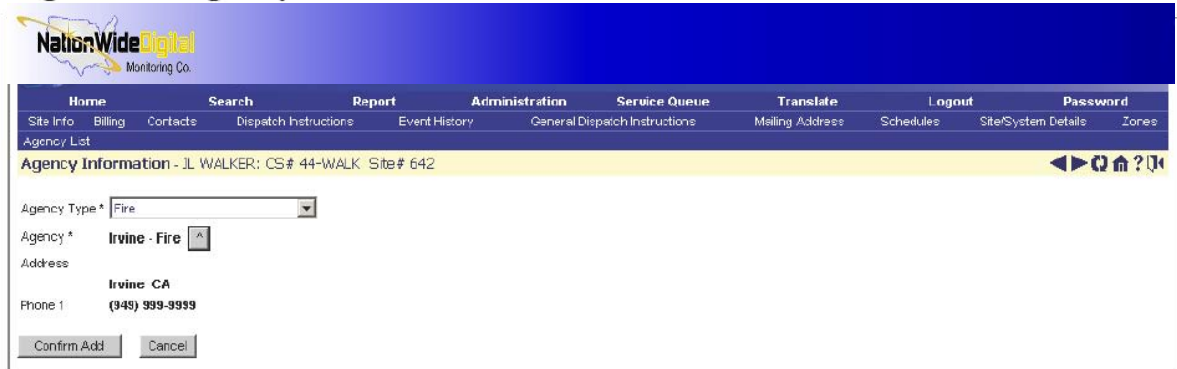 NationWideDigital
Monitoring Co.
Home Search Report Administration Service Queue Translate Logout Password
Site Info Billing Contacts Dispatch Instructions Event History General Dispatch Instructions Mailing Address Schedules Site/System Details Zones
Agency List
Agency Information - JL WALKER: CS# 44-WALK Site# 642
Agency Type * Fire
Agency * Irvine - Fire ^
Address
Irvine CA
Phone 1 (949) 999-9999
Confirm Add Cancel